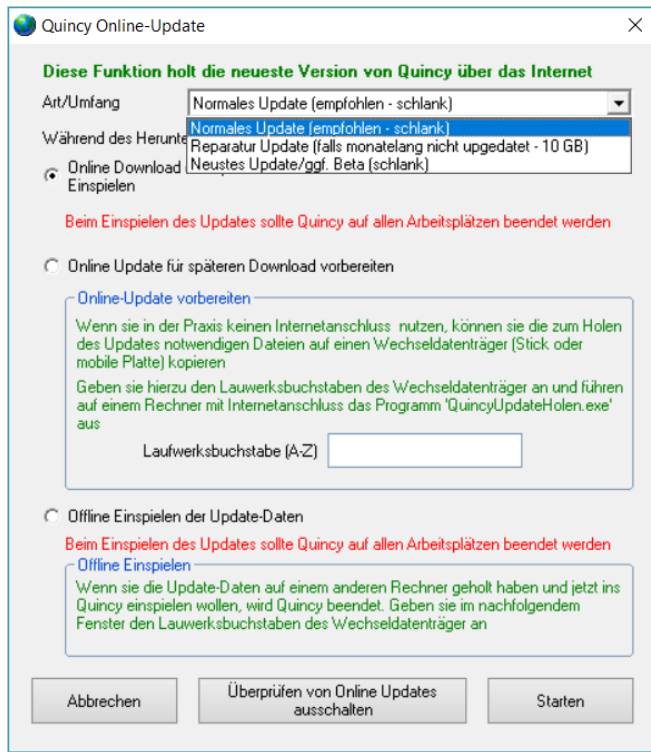 Quincy Online-Update
Diese Funktion holt die neueste Version von Quincy über das Internet
Art/Umfang
Normales Update (empfohlen - schlank)
Normales Update (empfohlen - schlank)
Während des Herunte
Reparatur Update (falls monatelang nicht upgedatet - 10 GB)
Neustes Update/ggf. Beta (schlank)
Online Download
Einspielen
Beim Einspielen des Updates sollte Quincy auf allen Arbeitsplätzen beendet werden
Online Update für späteren Download vorbereiten
Online-Update vorbereiten
Wenn sie in der Praxis keinen Internetanschluss nutzen, können sie die zum Holen
des Updates notwendigen Dateien auf einen Wechseldatenträger (Stick oder
mobile Platte) kopieren
Geben sie hierzu den Lauwerksbuchstaben des Wechseldatenträger an und führen
auf einem Rechner mit Internetanschluss das Programm 'QuincyUpdateHolen.exe'
aus
Laufwerksbuchstabe (A-Z)
Offline Einspielen der Update-Daten
Beim Einspielen des Updates sollte Quincy auf allen Arbeitsplätzen beendet werden
Offline Einspielen
Wenn sie die Update-Daten auf einem anderen Rechner geholt haben und jetzt ins
Quincy einspielen wollen, wird Quincy beendet. Geben sie im nachfolgendem
Fenster den Lauwerksbuchstaben des Wechseldatenträger an
Abbrechen
Überprüfen von Online Updates
ausschalten
Starten